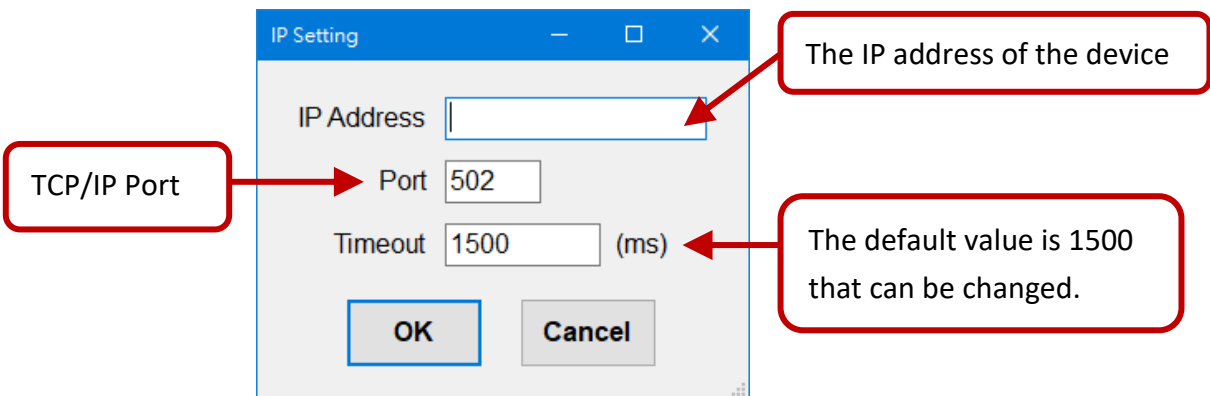 IP Setting
The IP address of the device
IP Address
TCP/IP Port
Port 502
Timeout 1500 (ms)
The default value is 1500
that can be changed.
OK Cancel